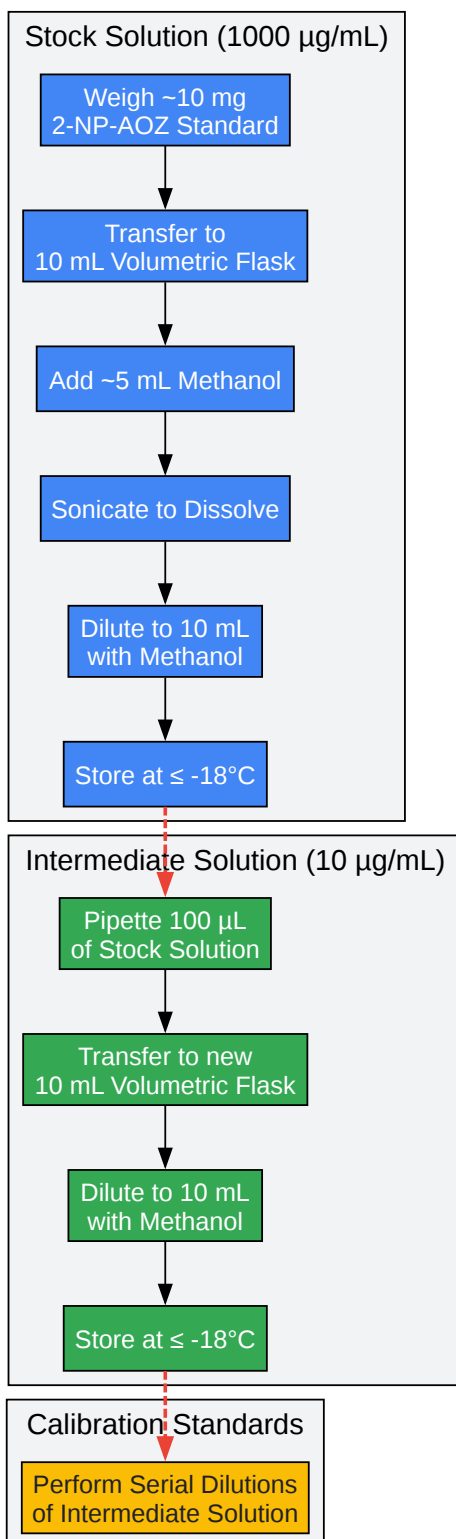 Stock Solution (1000 µg/mL)
Weigh ~10 mg
2-NP-AOZ Standard
Transfer to
10 mL Volumetric Flask
Add ~5 mL Methanol
Sonicate to Dissolve
Dilute to 10 mL
with Methanol
Store at ≤ -18°C
Intermediate Solution (10 µg/mL)
Pipette 100 µL
of Stock Solution
Transfer to new
10 mL Volumetric Flask
Dilute to 10 mL
with Methanol
Store at ≤ -18°C
Calibration Standards
Perform Serial Dilutions
of Intermediate Solution